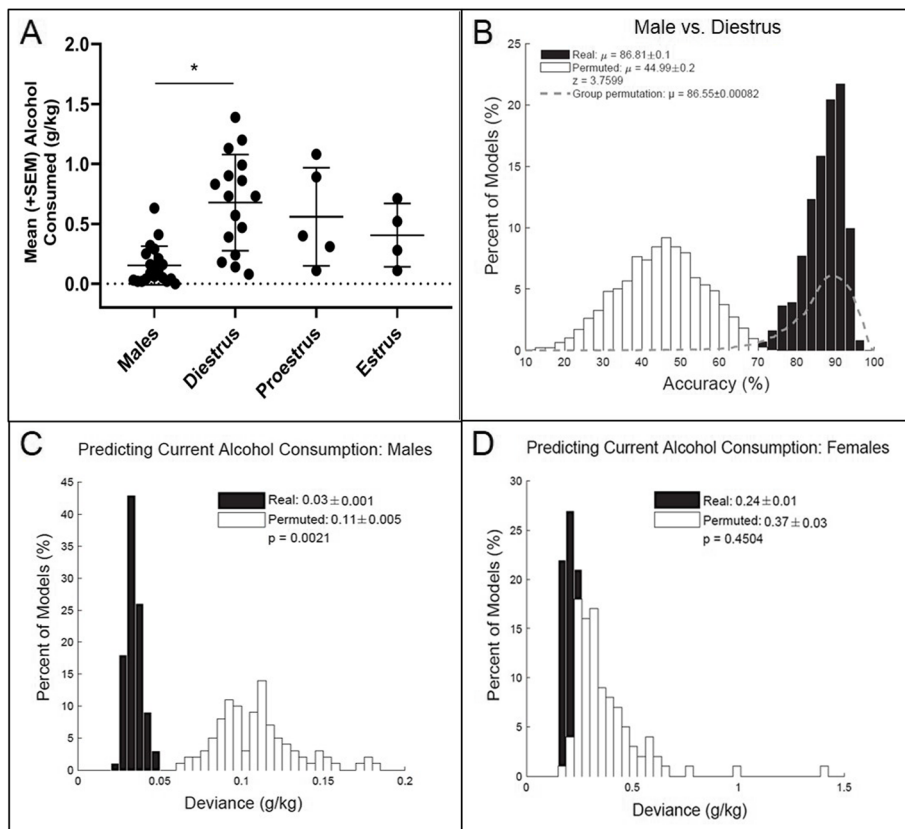 A
Mean (+SEM) Alcohol
Consumed (g/kg)
2.0
1.5
1.0
0.5
0.0
*
Males
Diestrus
Proestrus
Estrus
B
Male vs. Diestrus
Real: μ = 86.81±0.1
Permuted: μ = 44.99±0.2
z = 3.7599
Group permutation: μ = 86.55±0.00082
Percent of Models (%)
25
20
15
10
5
0
10 20 30 40 50 60 70 80 90 100
Accuracy (%)
C
Predicting Current Alcohol Consumption: Males
Real: 0.03±0.001
Permuted: 0.11±0.005
p = 0.0021
Percent of Models (%)
45
40
35
30
25
20
15
10
5
0
0 0.05 0.1 0.15 0.2
Deviance (g/kg)
D
Predicting Current Alcohol Consumption: Females
Real: 0.24±0.01
Permuted: 0.37±0.03
p = 0.4504
Percent of Models (%)
30
25
20
15
10
5
0
0 0.5 1 1.5
Deviance (g/kg)